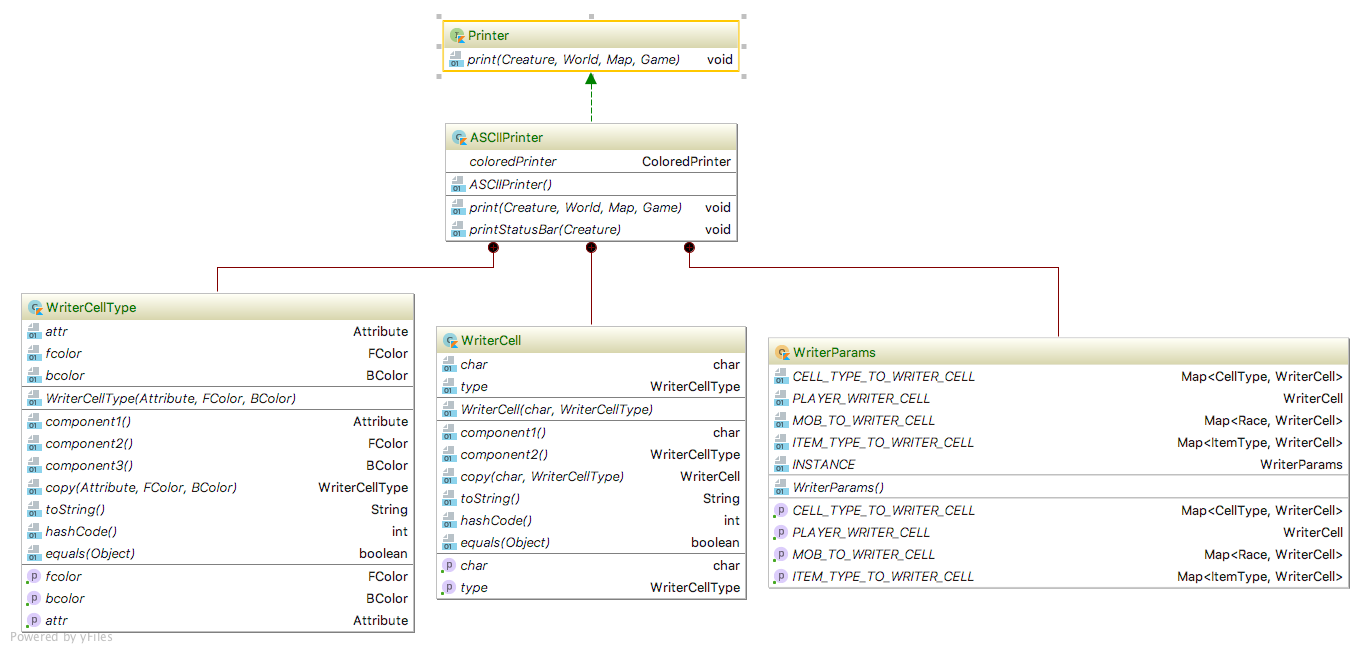 Printer
print(Creature, World, Map, Game) void
ASCIIPrinter
coloredPrinter ColoredPrinter
ASCIIPrinter()
print(Creature, World, Map, Game) void
printStatusBar(Creature) void
WriterCellType
attr Attribute
fcolor FColor
bcolor BColor
WriterCellType(Attribute, FColor, BColor)
component1() Attribute
component2() FColor
component3() BColor
copy(Attribute, FColor, BColor) WriterCellType
toString() String
hashCode() int
equals(Object) boolean
fcolor FColor
bcolor BColor
attr Attribute
WriterCell
char char
type WriterCellType
WriterCell(char, WriterCellType)
component1() char
component2() WriterCellType
copy(char, WriterCellType) WriterCell
toString() String
hashCode() int
equals(Object) boolean
char char
type WriterCellType
WriterParams
CELL_TYPE_TO_WRITER_CELL Map<CellType, WriterCell>
PLAYER_WRITER_CELL WriterCell
MOB_TO_WRITER_CELL Map<Race, WriterCell>
ITEM_TYPE_TO_WRITER_CELL Map<ItemType, WriterCell>
INSTANCE WriterParams
WriterParams()
CELL_TYPE_TO_WRITER_CELL Map<CellType, WriterCell>
PLAYER_WRITER_CELL WriterCell
MOB_TO_WRITER_CELL Map<Race, WriterCell>
ITEM_TYPE_TO_WRITER_CELL Map<ItemType, WriterCell>
Powered by yFiles